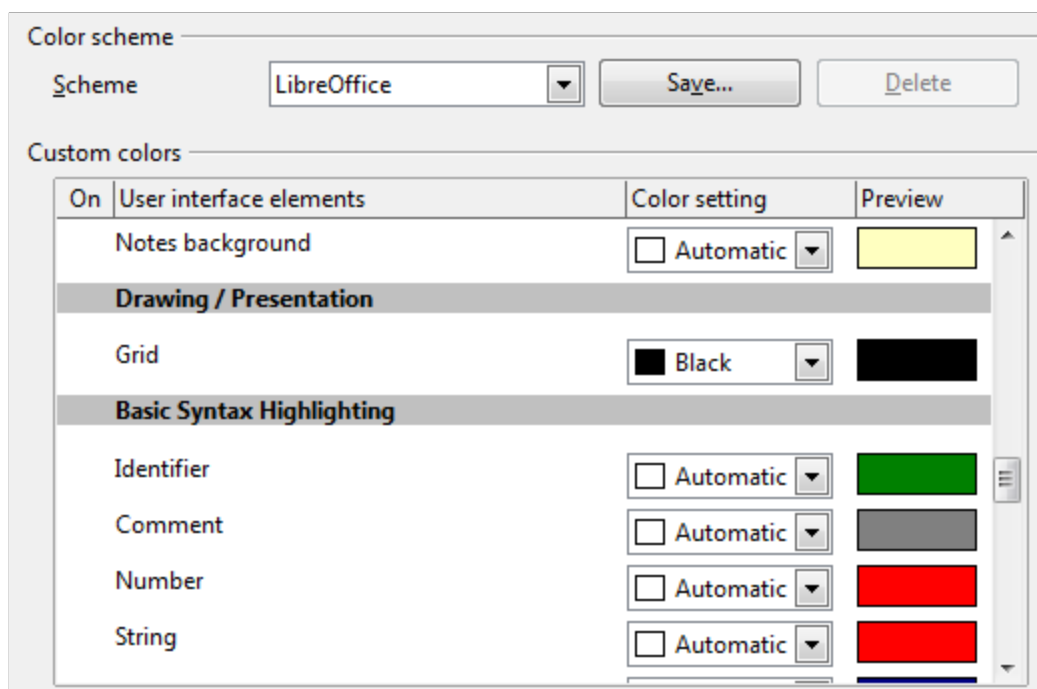 Color scheme
Scheme LibreOffice Save... Delete
Custom colors
On User interface elements Color setting Preview
Notes background Automatic
Drawing / Presentation
Grid Black
Basic Syntax Highlighting
Identifier Automatic
Comment Automatic
Number Automatic
String Automatic